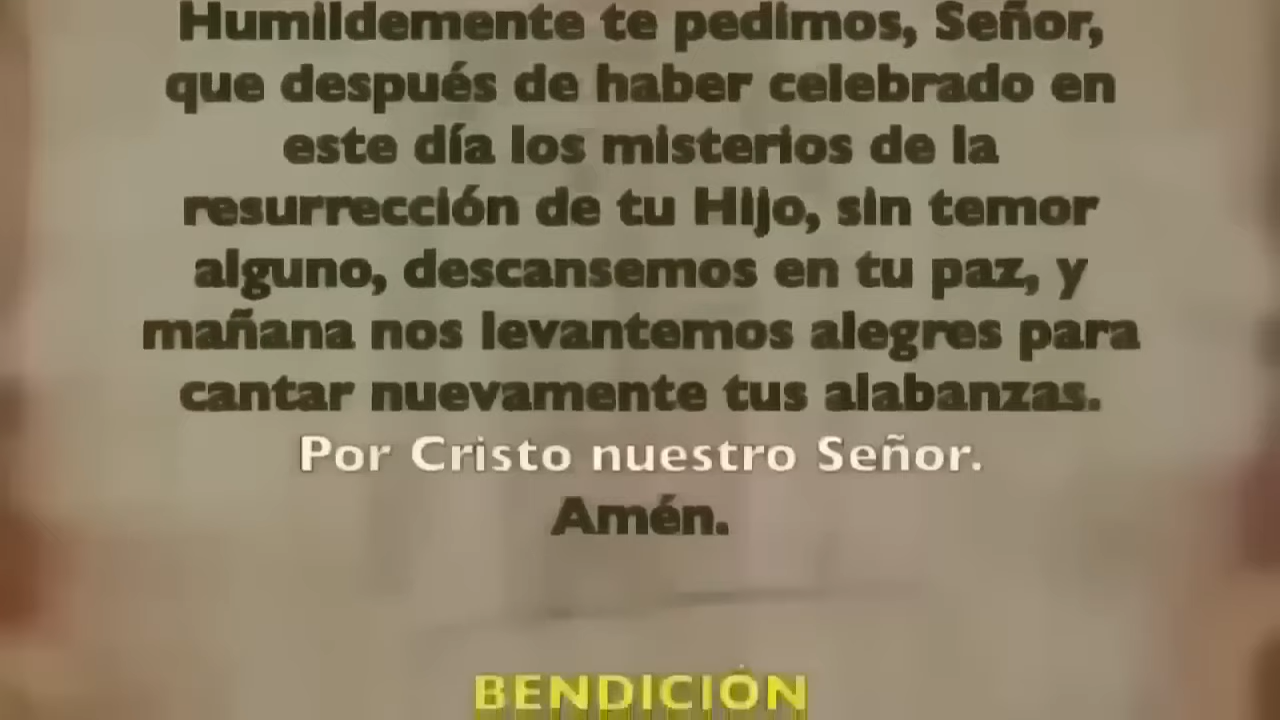 Humildemente te pedimos, Señor,
que después de haber celebrado en
este día los misterios de la
resurrección de tu Hijo, sin temor
alguno, descansemos en tu paz, y
mañana nos levantemos alegres para
cantar nuevamente tus alabanzas.
Por Cristo nuestro Señor.
Amén.
BENDICIÓN